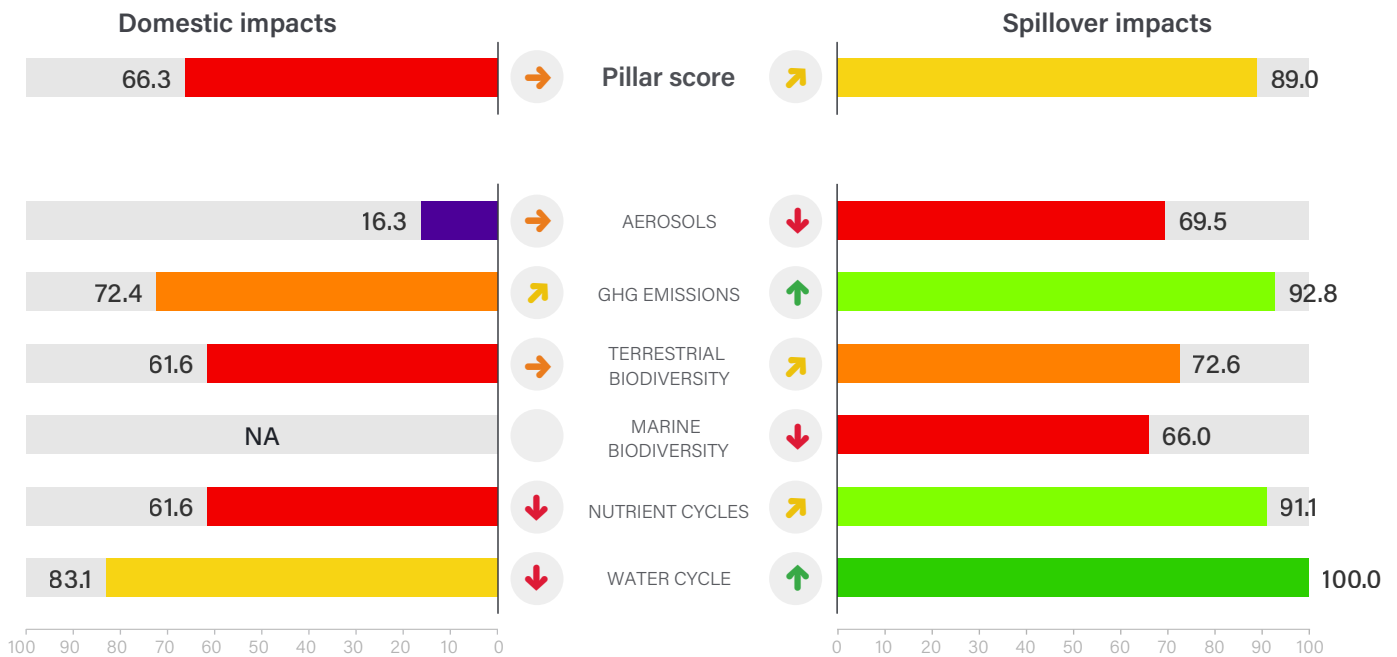 Domestic impacts
Spillover impacts
66.3
Pillar score
89.0
16.3
AEROSOLS
69.5
72.4
GHG EMISSIONS
92.8
61.6
TERRESTRIAL
BIODIVERSITY
72.6
NA
MARINE
BIODIVERSITY
66.0
61.6
NUTRIENT CYCLES
91.1
83.1
WATER CYCLE
100.0
100 90 80 70 60 50 40 30 20 10 0
0 10 20 30 40 50 60 70 80 90 100